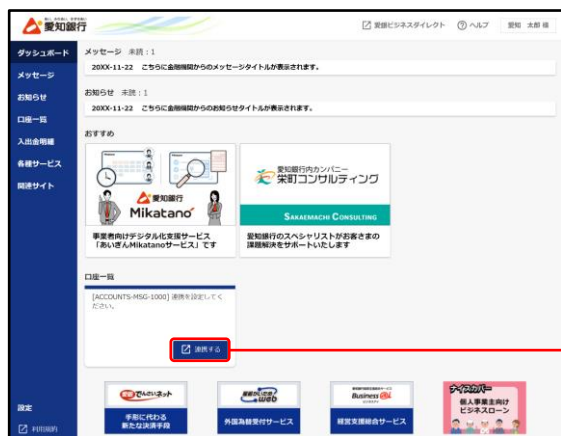 愛知銀行
愛銀ビジネスダイレクト
ヘルプ
愛知 太郎 様
ダッシュボード
メッセージ
お知らせ
口座一覧
入出金明細
各種サービス
関連サイト
設定
利用規約
メッセージ 未読：1
20XX-11-22 こちらに金融機関からのメッセージタイトルが表示されます。
お知らせ 未読：1
20XX-11-22 こちらに金融機関からのお知らせタイトルが表示されます。
おすすめ
愛知銀行
Mikatano
事業者向けデジタル化支援サービス
「あいぎんMikatanoサービス」です
愛知銀行内カンパニー
栄町コンサルティング
SAKAEMACHI CONSULTING
愛知銀行のスペシャリストがお客さまの
課題解決をサポートいたします
口座一覧
[ACCOUNTS-MSG-1000] 連携を設定してく
ださい。
連携する
でんさいネット
手形に代わる
新たな決済手段
外国為替受付サービス
Business
経営支援総合サービス
ナイスカバー
個人事業主向け
ビジネスローン